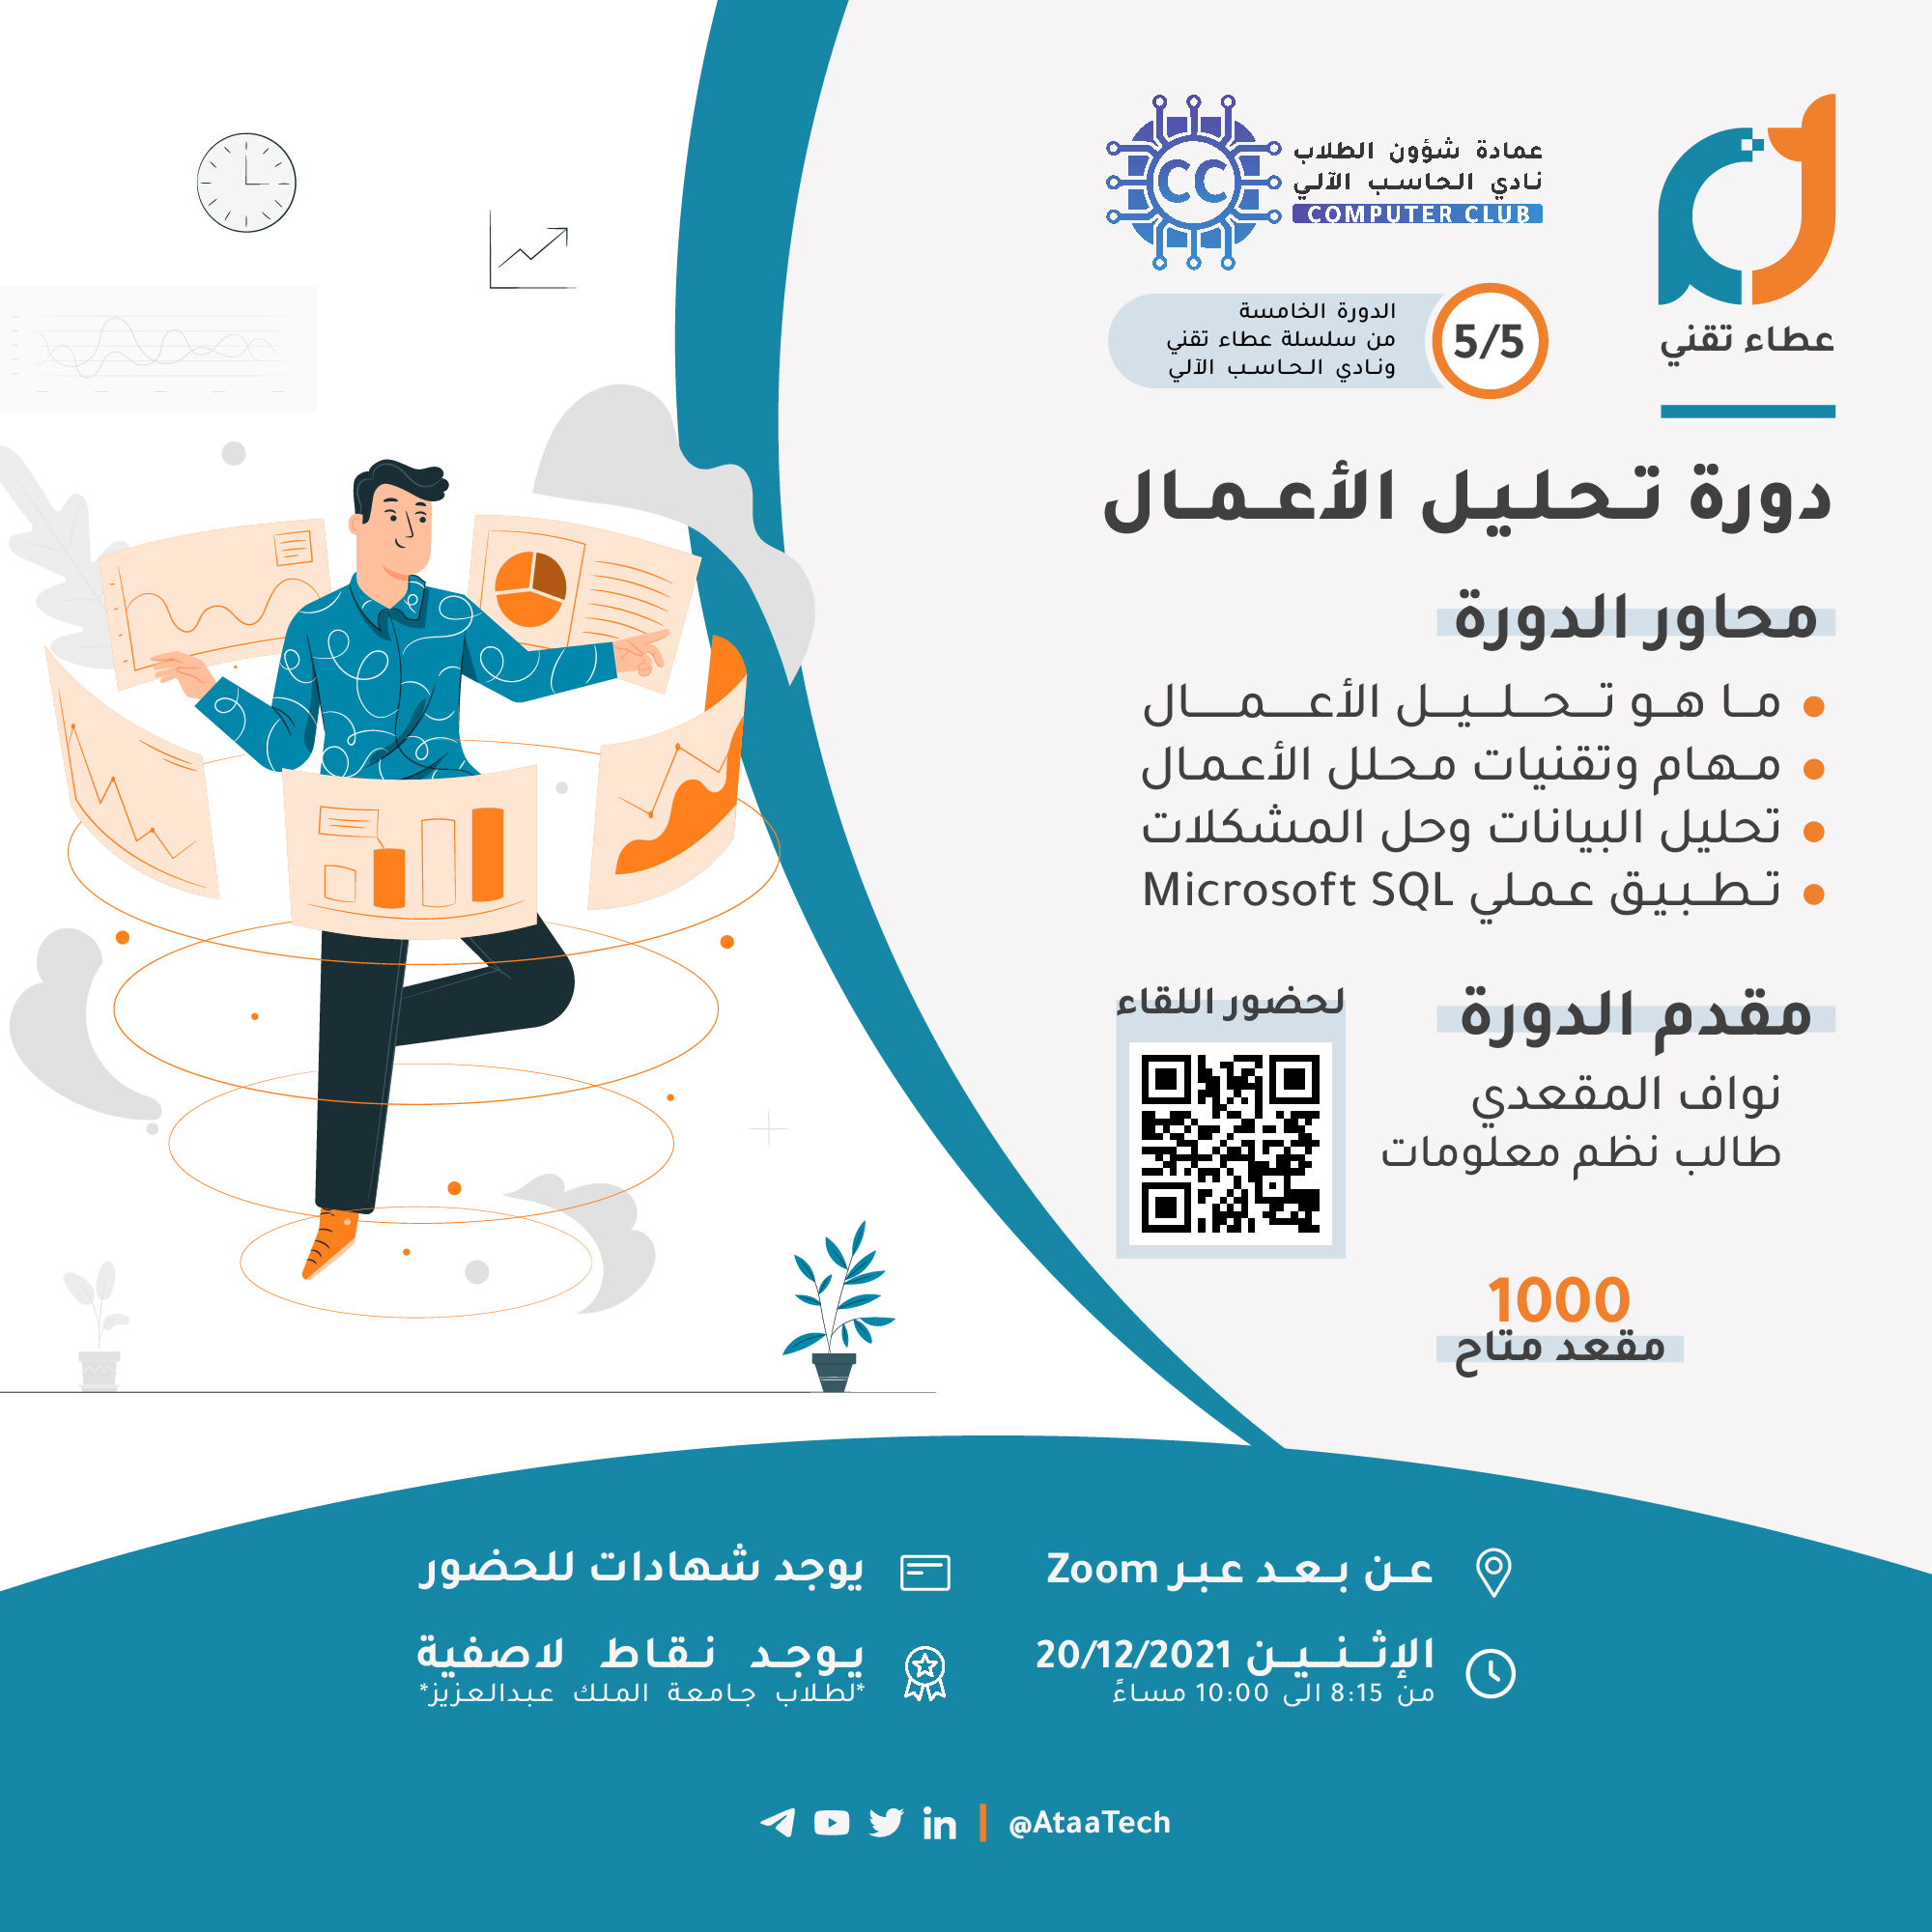 عمادة شؤون الطلاب
نادي الحاسب الآلي
COMPUTER CLUB
CC
عطاء تقني
5/5
الدورة الخامسة
من سلسلة عطاء تقني
ونادي الحاسب الآلي
دورة تحليل الأعمال
محاور الدورة
ما هو تحليل الأعمال
مهام وتقنيات محلل الأعمال
تحليل البيانات وحل المشكلات
تطبيق عملي Microsoft SQL
مقدم الدورة
نواف المقعدي
طالب نظم معلومات
لحضور اللقاء
1000
مقعد متاح
عن بعد عبر Zoom
الإثنين 20/12/2021
من 8:15 الى 10:00 مساءً
يوجد شهادات للحضور
يوجد نقاط لاصفية
*لطلاب جامعة الملك عبدالعزيز*
@AtaaTech